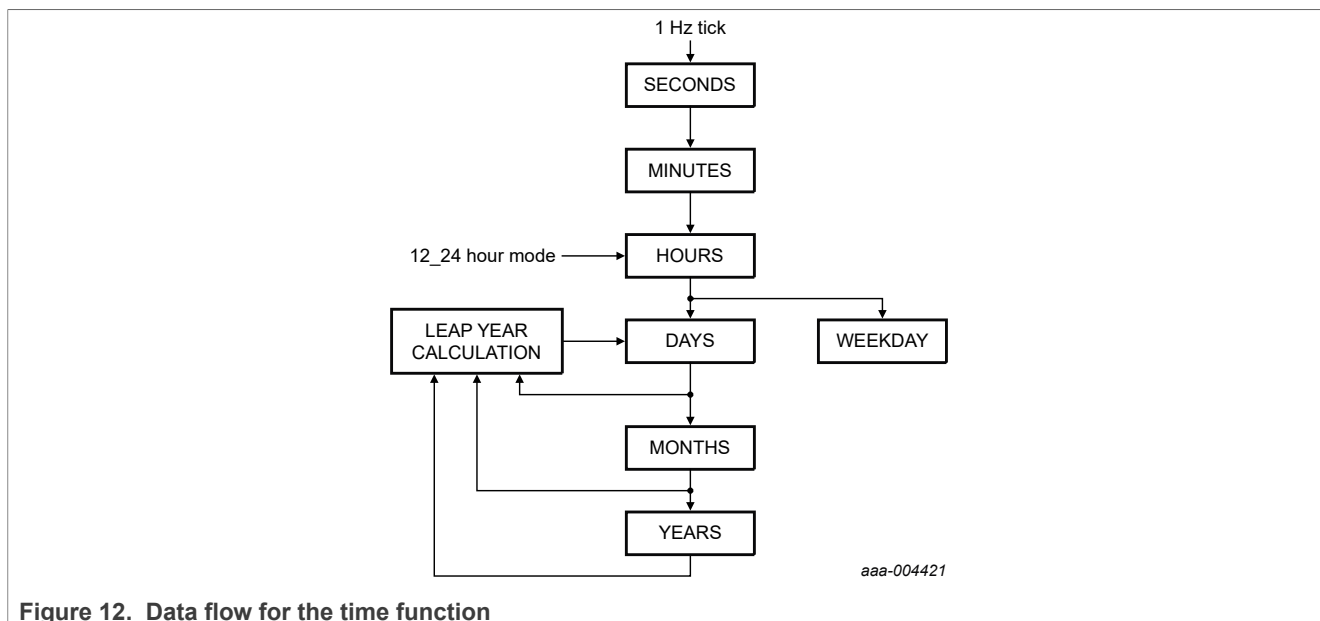 1 Hz tick
SECONDS
MINUTES
12_24 hour mode
HOURS
LEAP YEAR
CALCULATION
DAYS
WEEKDAY
MONTHS
YEARS
aaa-004421
Figure 12. Data flow for the time function